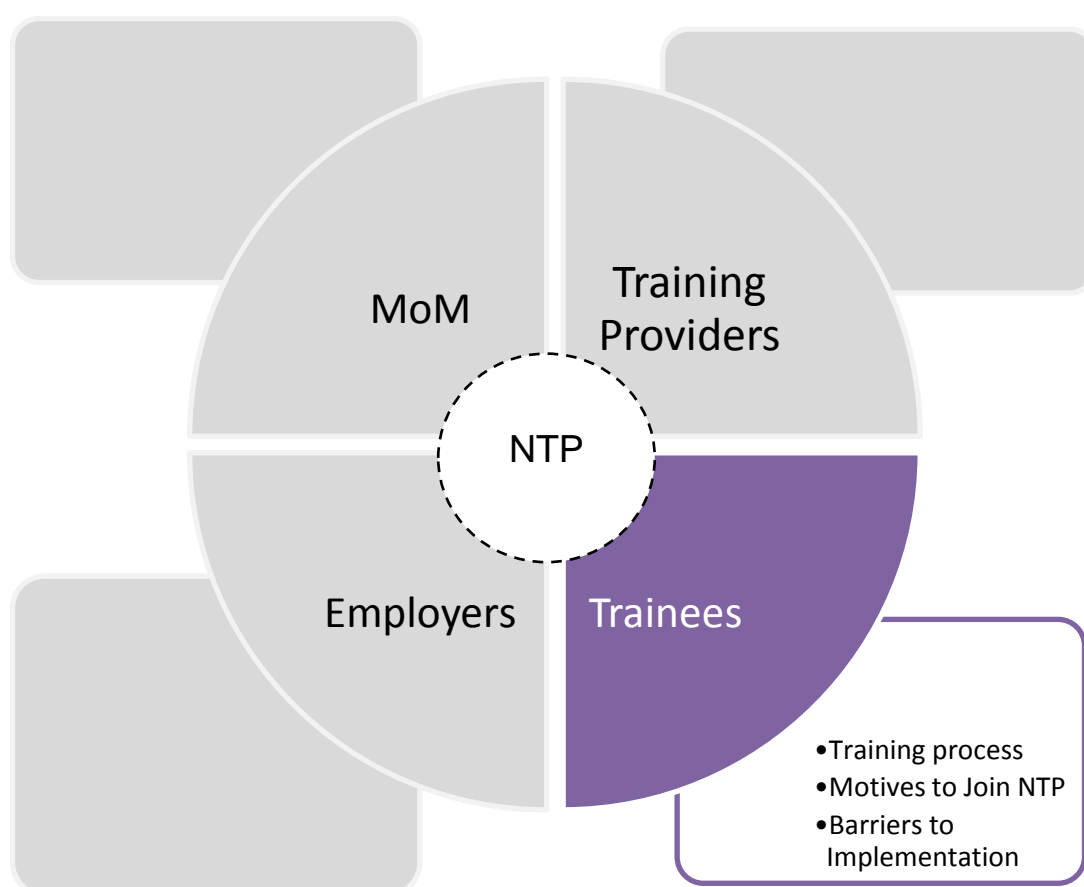 MoM
Training
Providers
NTP
Employers
Trainees
•Training process
•Motives to Join NTP
•Barriers to
Implementation